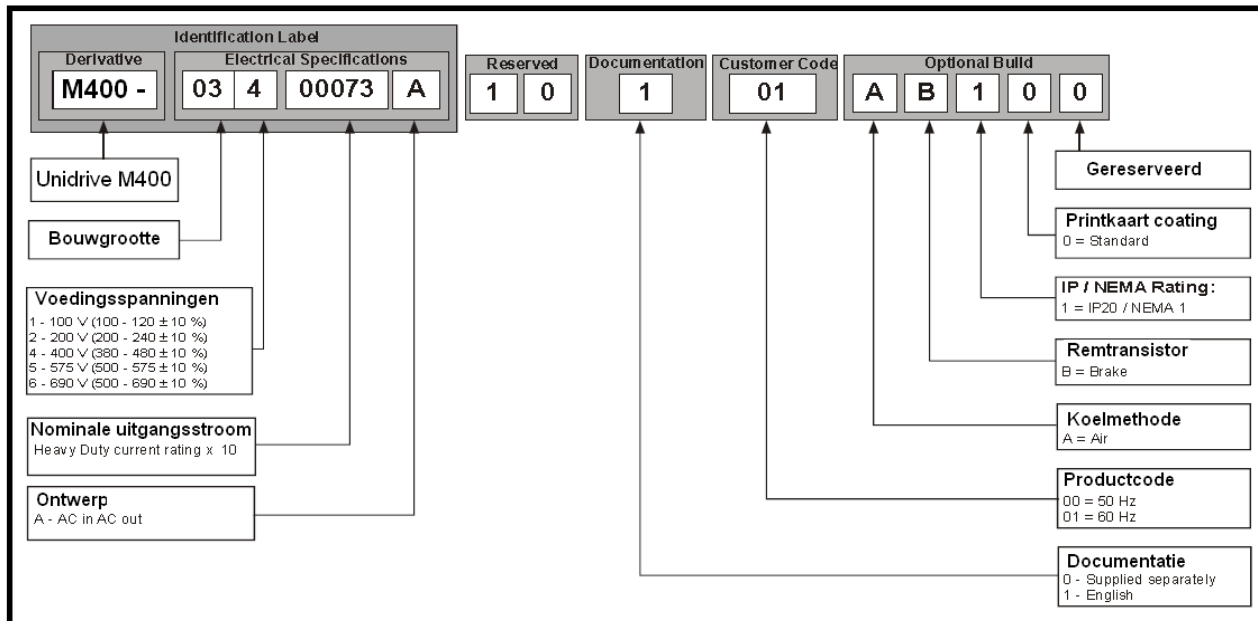 Identification Label
Derivative
Electrical Specifications
Reserved
Documentation
Customer Code
Optional Build
M400 -
03 4 00073 A
1 0
1
01
A B 1 0 0
Unidrive M400
Bouwgrootte
Voedingsspanningen
1 - 100 V (100 - 120 ± 10 %)
2 - 200 V (200 - 240 ± 10 %)
4 - 400 V (380 - 480 ± 10 %)
5 - 575 V (500 - 575 ± 10 %)
6 - 690 V (500 - 690 ± 10 %)
Nominale uitgangsstroom
Heavy Duty current rating x 10
Ontwerp
A - AC in AC out
Gereserveerd
Printkaart coating
0 = Standard
IP / NEMA Rating:
1 = IP20 / NEMA 1
Remtransistor
B = Brake
Koelmethode
A = Air
Productcode
00 = 50 Hz
01 = 60 Hz
Documentatie
0 - Supplied separately
1 - English